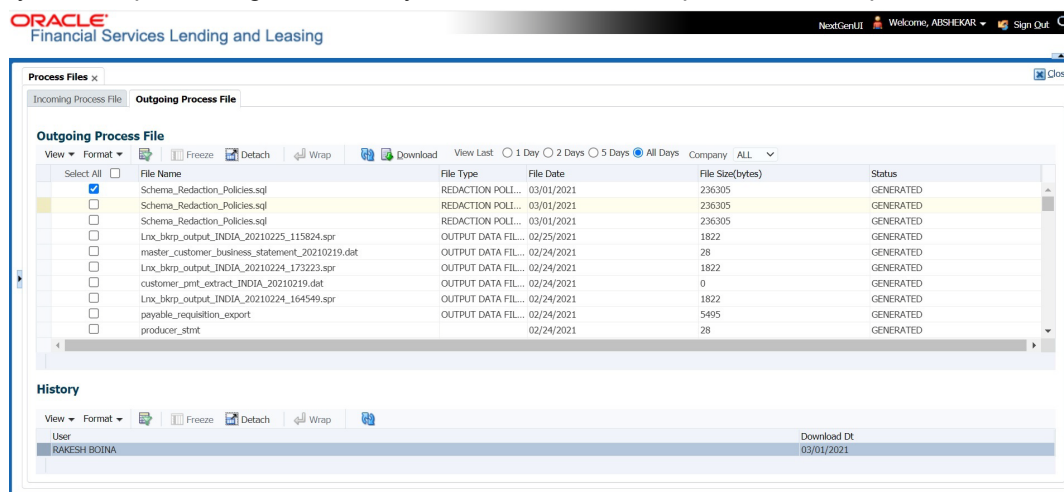 ORACLE
NextGenUI Welcome, ABSHEKAR Sign Out
Financial Services Lending and Leasing
Process Files × Clos
Incoming Process File Outgoing Process File
Outgoing Process File
View Format Freeze Detach Wrap Download View Last 1 Day 2 Days 5 Days All Days Company ALL
Select All File Name File Type File Date File Size(bytes) Status
Schema_Redaction_Policies.sql REDACTION POLI... 03/01/2021 236305 GENERATED
Schema_Redaction_Policies.sql REDACTION POLI... 03/01/2021 236305 GENERATED
Schema_Redaction_Policies.sql REDACTION POLI... 03/01/2021 236305 GENERATED
Lnx_bkrp_output_INDIA_20210225_115824.spr OUTPUT DATA FIL... 02/25/2021 1822 GENERATED
master_customer_business_statement_20210219.dat OUTPUT DATA FIL... 02/24/2021 28 GENERATED
Lnx_bkrp_output_INDIA_20210224_173223.spr OUTPUT DATA FIL... 02/24/2021 1822 GENERATED
customer_pmt_extract_INDIA_20210219.dat OUTPUT DATA FIL... 02/24/2021 0 GENERATED
Lnx_bkrp_output_INDIA_20210224_164549.spr OUTPUT DATA FIL... 02/24/2021 1822 GENERATED
payable_requisition_export OUTPUT DATA FIL... 02/24/2021 5495 GENERATED
producer_stmt 02/24/2021 28 GENERATED
History
View Format Freeze Detach Wrap
User Download Dt
RAKESH BOINA 03/01/2021